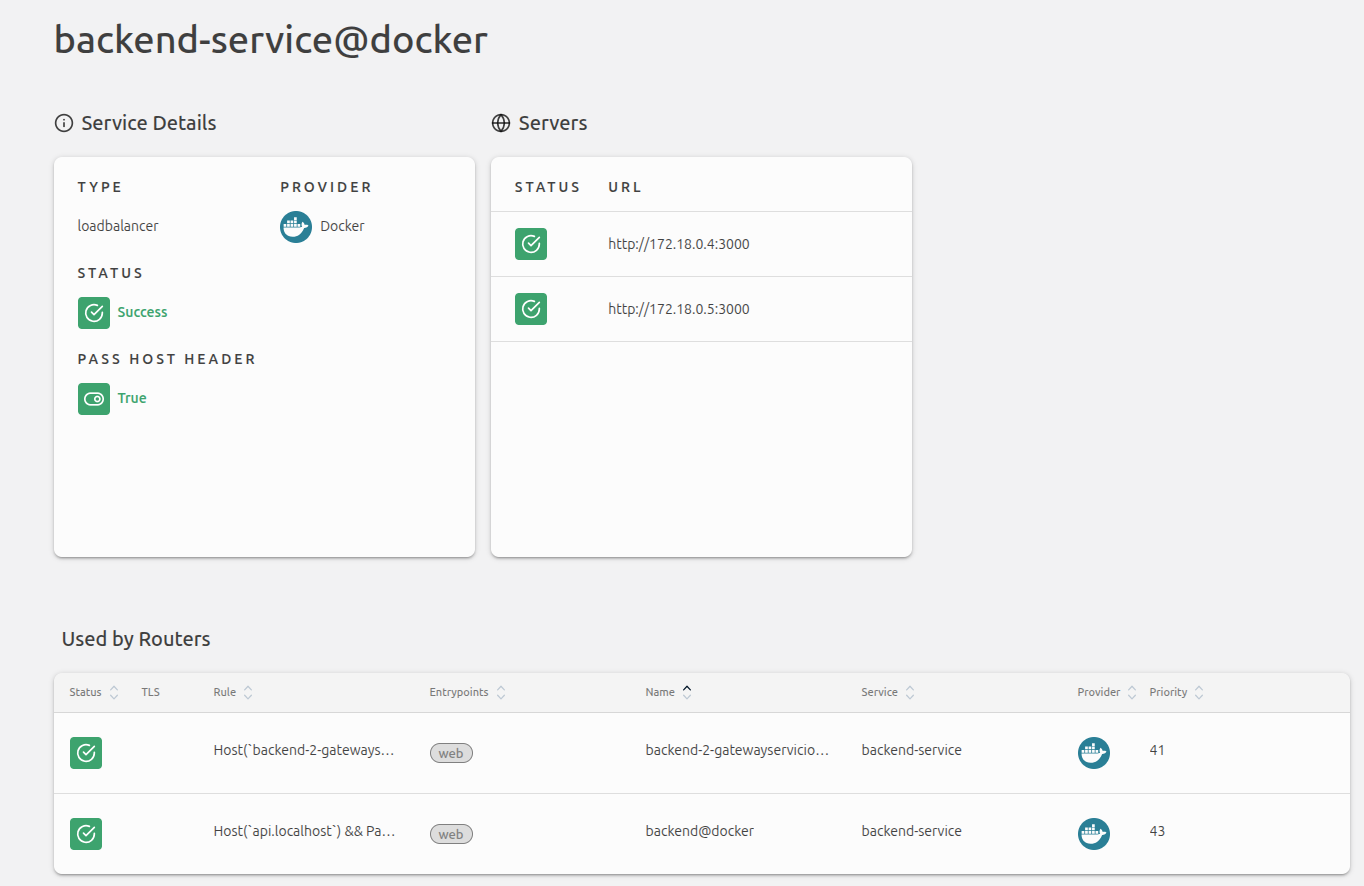 backend-service@docker
Service Details
TYPE PROVIDER
loadbalancer Docker
STATUS
Success
PASS HOST HEADER
True
Servers
STATUS URL
http://172.18.0.4:3000
http://172.18.0.5:3000
Used by Routers
Status TLS Rule Entrypoints Name Service Provider Priority
Host(`backend-2-gateways… web backend-2-gatewayservicio… backend-service 41
Host(`api.localhost`) && Pa… web backend@docker backend-service 43